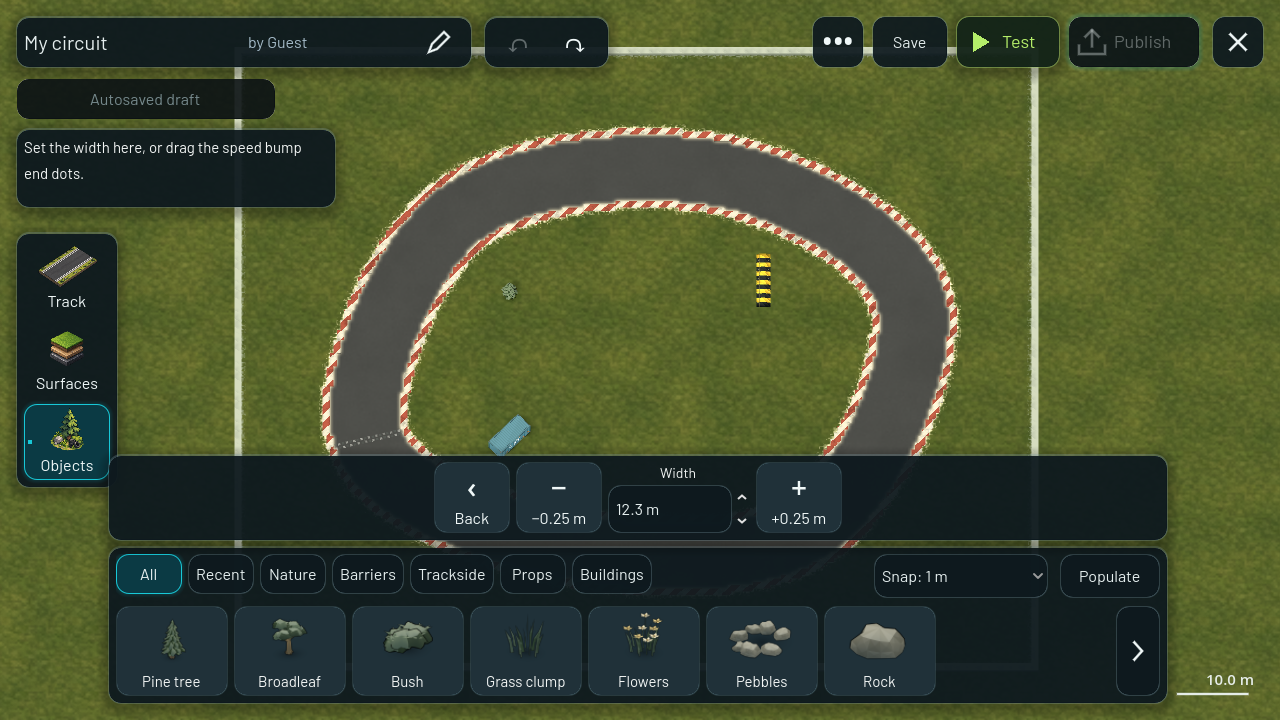 My circuit
by Guest
Save
Test
Publish
Autosaved draft
Set the width here, or drag the speed bump
end dots.
Track
Surfaces
Objects
Back
−0.25 m
Width
12.3 m
+0.25 m
All
Recent
Nature
Barriers
Trackside
Props
Buildings
Snap: 1 m
Populate
Pine tree
Broadleaf
Bush
Grass clump
Flowers
Pebbles
Rock
10.0 m